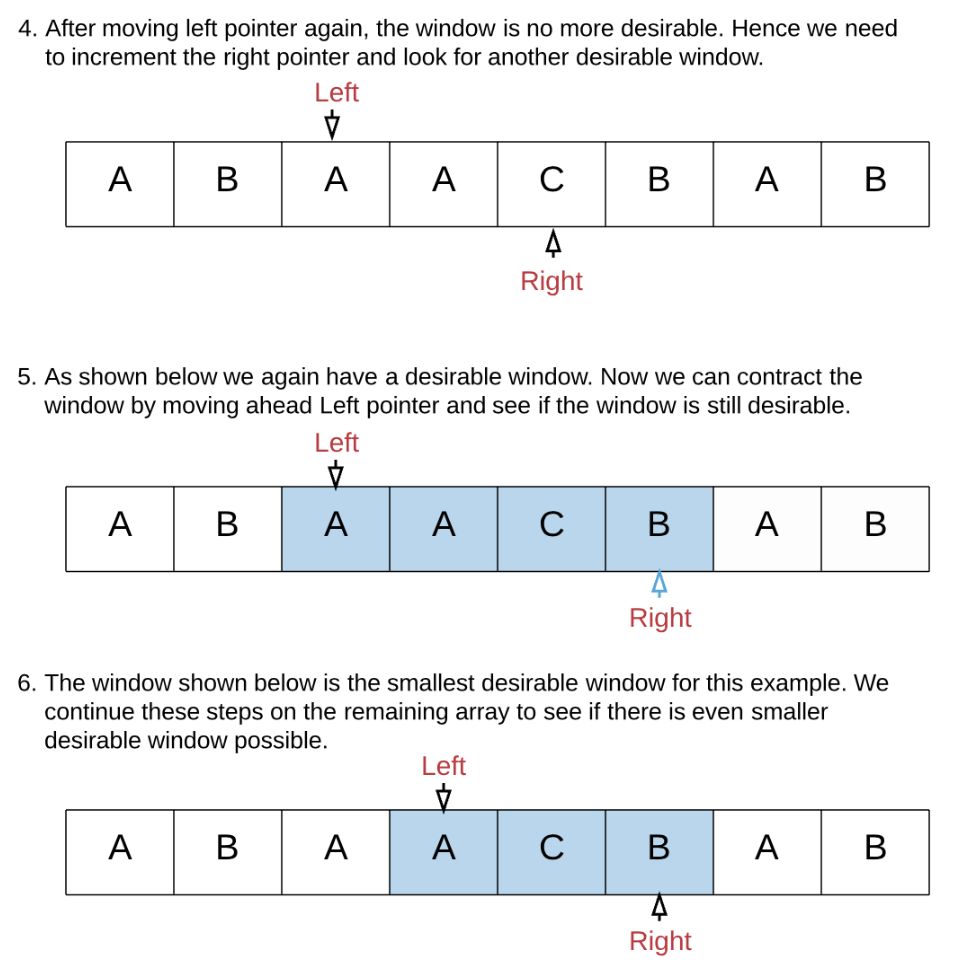 4. After moving left pointer again, the window is no more desirable. Hence we need
to increment the right pointer and look for another desirable window.
Left
A B A A C B A B
Right
5. As shown below we again have a desirable window. Now we can contract the
window by moving ahead Left pointer and see if the window is still desirable.
Left
A B A A C B A B
Right
6. The window shown below is the smallest desirable window for this example. We
continue these steps on the remaining array to see if there is even smaller
desirable window possible.
Left
A B A A C B A B
Right